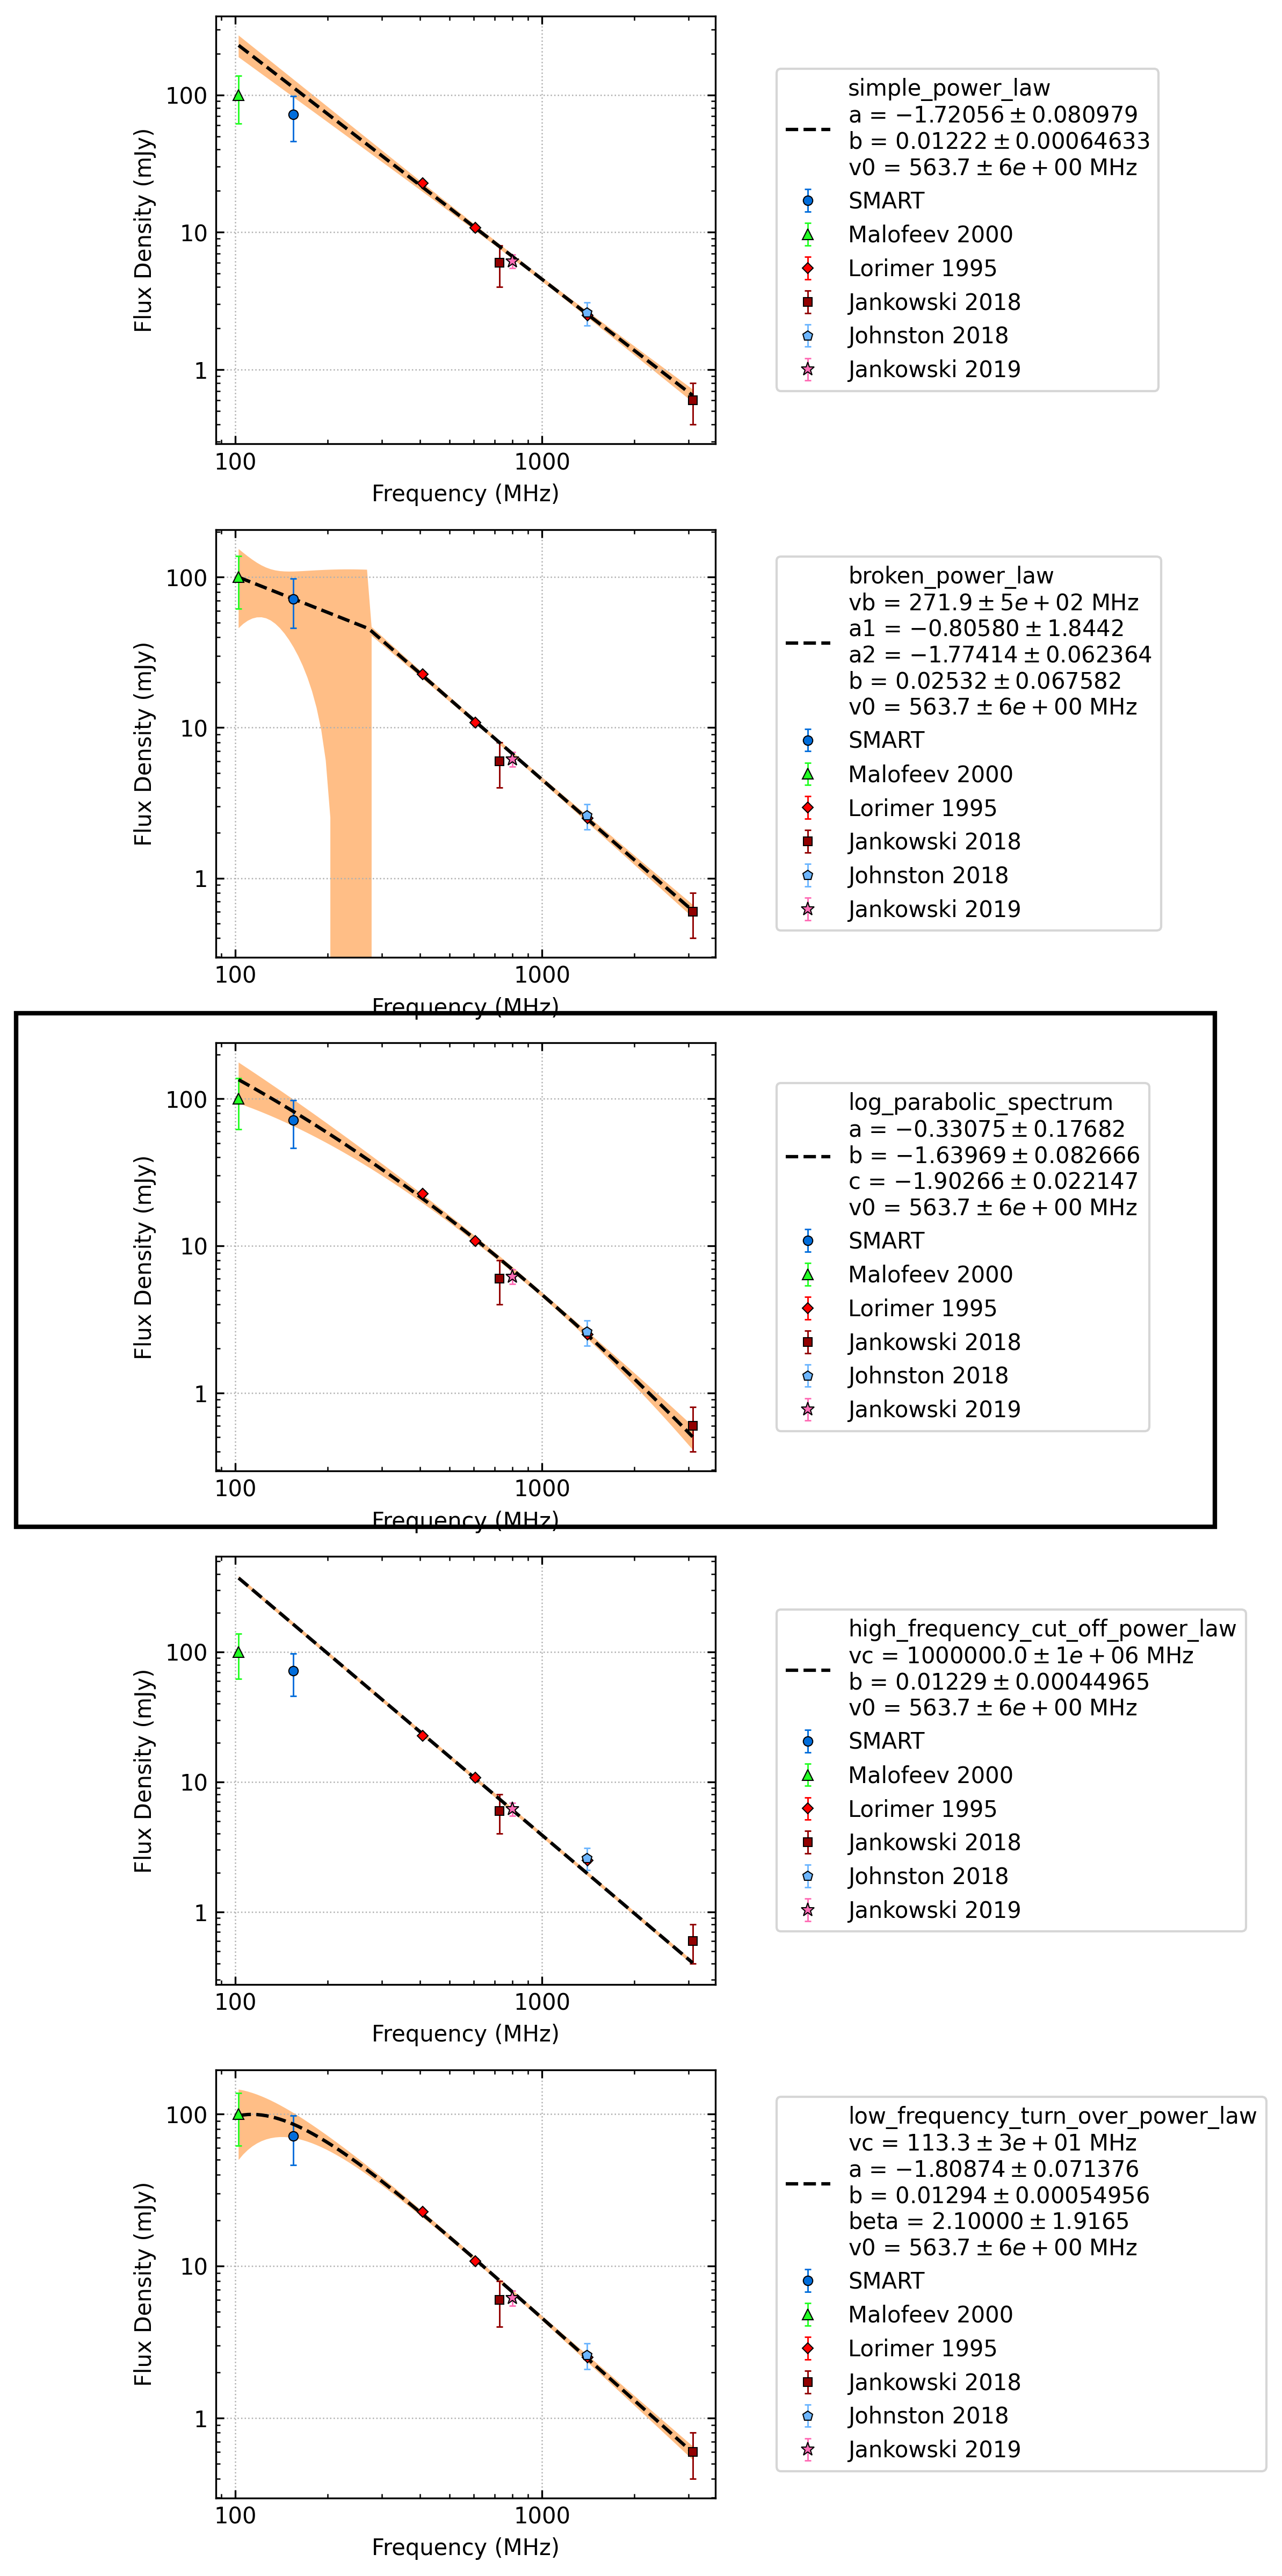 100
10
1
Flux Density (mJy)
100
1000
Frequency (MHz)
simple_power_law
a = −1.72056 ± 0.080979
b = 0.01222 ± 0.00064633
v0 = 563.7 ± 6e + 00 MHz
SMART
Malofeev 2000
Lorimer 1995
Jankowski 2018
Johnston 2018
Jankowski 2019
100
10
1
Flux Density (mJy)
100
1000
Frequency (MHz)
broken_power_law
vb = 271.9 ± 5e + 02 MHz
a1 = −0.80580 ± 1.8442
a2 = −1.77414 ± 0.062364
b = 0.02532 ± 0.067582
v0 = 563.7 ± 6e + 00 MHz
SMART
Malofeev 2000
Lorimer 1995
Jankowski 2018
Johnston 2018
Jankowski 2019
100
10
1
Flux Density (mJy)
100
1000
Frequency (MHz)
log_parabolic_spectrum
a = −0.33075 ± 0.17682
b = −1.63969 ± 0.082666
c = −1.90266 ± 0.022147
v0 = 563.7 ± 6e + 00 MHz
SMART
Malofeev 2000
Lorimer 1995
Jankowski 2018
Johnston 2018
Jankowski 2019
100
10
1
Flux Density (mJy)
100
1000
Frequency (MHz)
high_frequency_cut_off_power_law
vc = 1000000.0 ± 1e + 06 MHz
b = 0.01229 ± 0.00044965
v0 = 563.7 ± 6e + 00 MHz
SMART
Malofeev 2000
Lorimer 1995
Jankowski 2018
Johnston 2018
Jankowski 2019
100
10
1
Flux Density (mJy)
100
1000
Frequency (MHz)
low_frequency_turn_over_power_law
vc = 113.3 ± 3e + 01 MHz
a = −1.80874 ± 0.071376
b = 0.01294 ± 0.00054956
beta = 2.10000 ± 1.9165
v0 = 563.7 ± 6e + 00 MHz
SMART
Malofeev 2000
Lorimer 1995
Jankowski 2018
Johnston 2018
Jankowski 2019